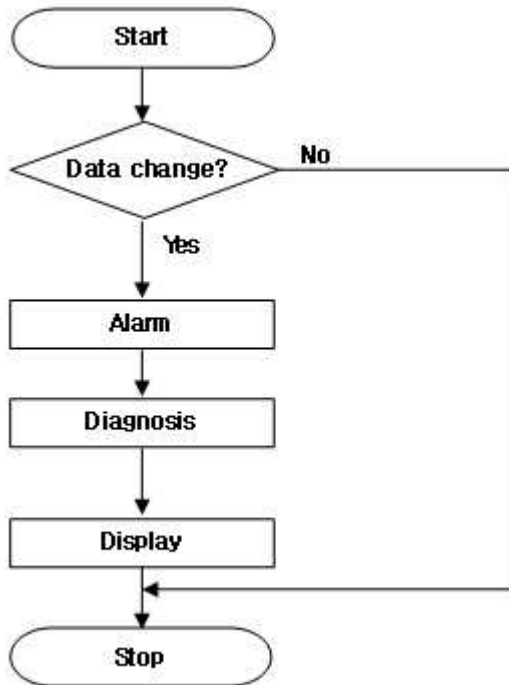 Start
Data change?
No
Yes
Alarm
Diagnosis
Display
Stop